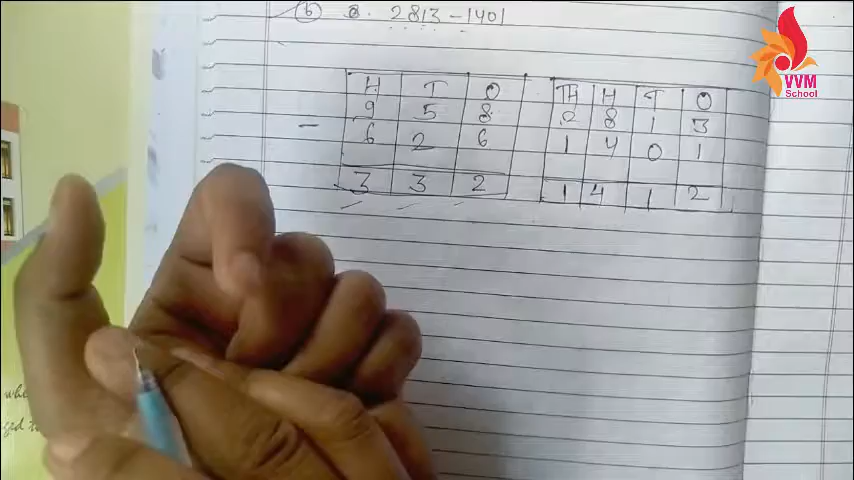 6 a. 2813 - 1401
H T O
9 5 8
- 6 2 6
3 3 2
TH H T O
2 8 1 3
1 4 0 1
1 4 1 2
VVM
School